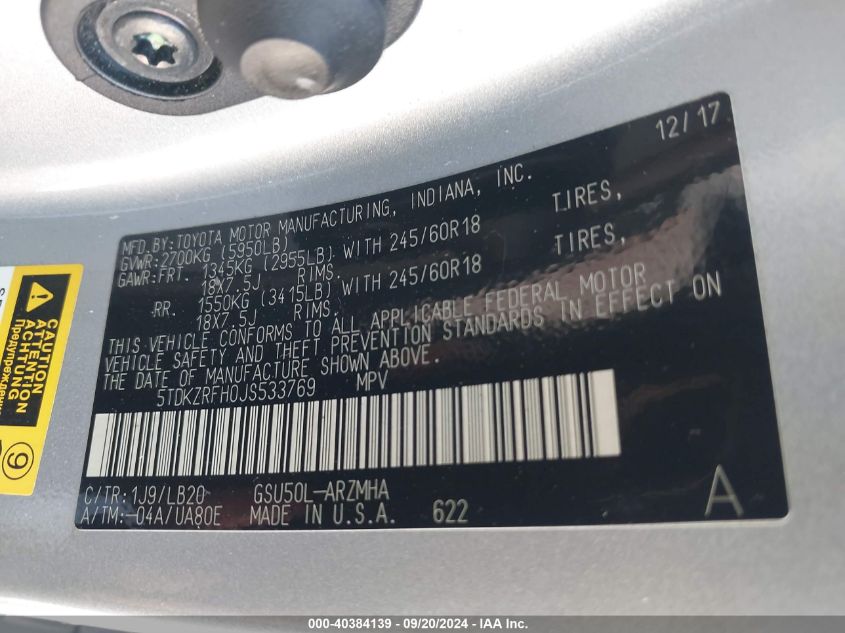 12/17
MFD.BY:TOYOTA MOTOR MANUFACTURING, INDIANA, INC.
GVWR:2700KG (5950LB)
GAWR:FRT. 1345KG (2955LB) WITH 245/60R18 TIRES,
18X7.5J RIMS.
RR. 1550KG (3415LB) WITH 245/60R18 TIRES,
18X7.5J RIMS.
THIS VEHICLE CONFORMS TO ALL APPLICABLE FEDERAL MOTOR
VEHICLE SAFETY AND THEFT PREVENTION STANDARDS IN EFFECT ON
THE DATE OF MANUFACTURE SHOWN ABOVE.
5TDKZRFH0JS533769 MPV
C/TR:1J9/LB20 GSU50L-ARZMHA
A/TM:-04A/UA80E MADE IN U.S.A. 622
A
CAUTION
ATTENTION
ACHTUNG
9
000-40384139 - 09/20/2024 - IAA Inc.